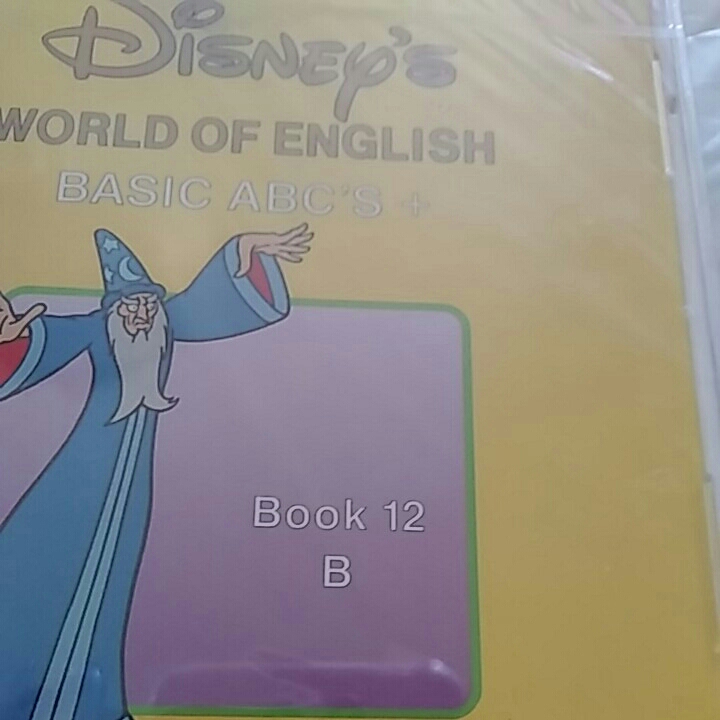 DISNEY'S
WORLD OF ENGLISH
BASIC ABC'S +
Book 12
B